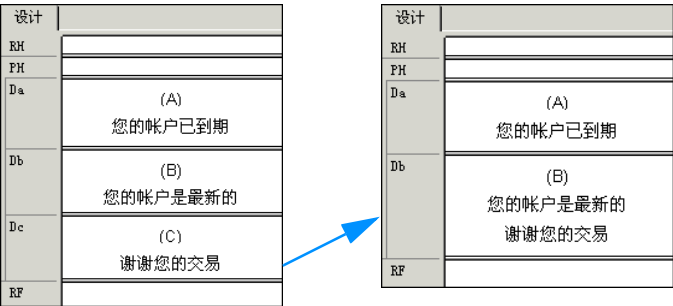 设计
RH
PH
Da
(A)
您的帐户已到期
Db
(B)
您的帐户是最新的
Dc
(C)
谢谢您的交易
RF
设计
RH
PH
Da
(A)
您的帐户已到期
Db
(B)
您的帐户是最新的
谢谢您的交易
RF